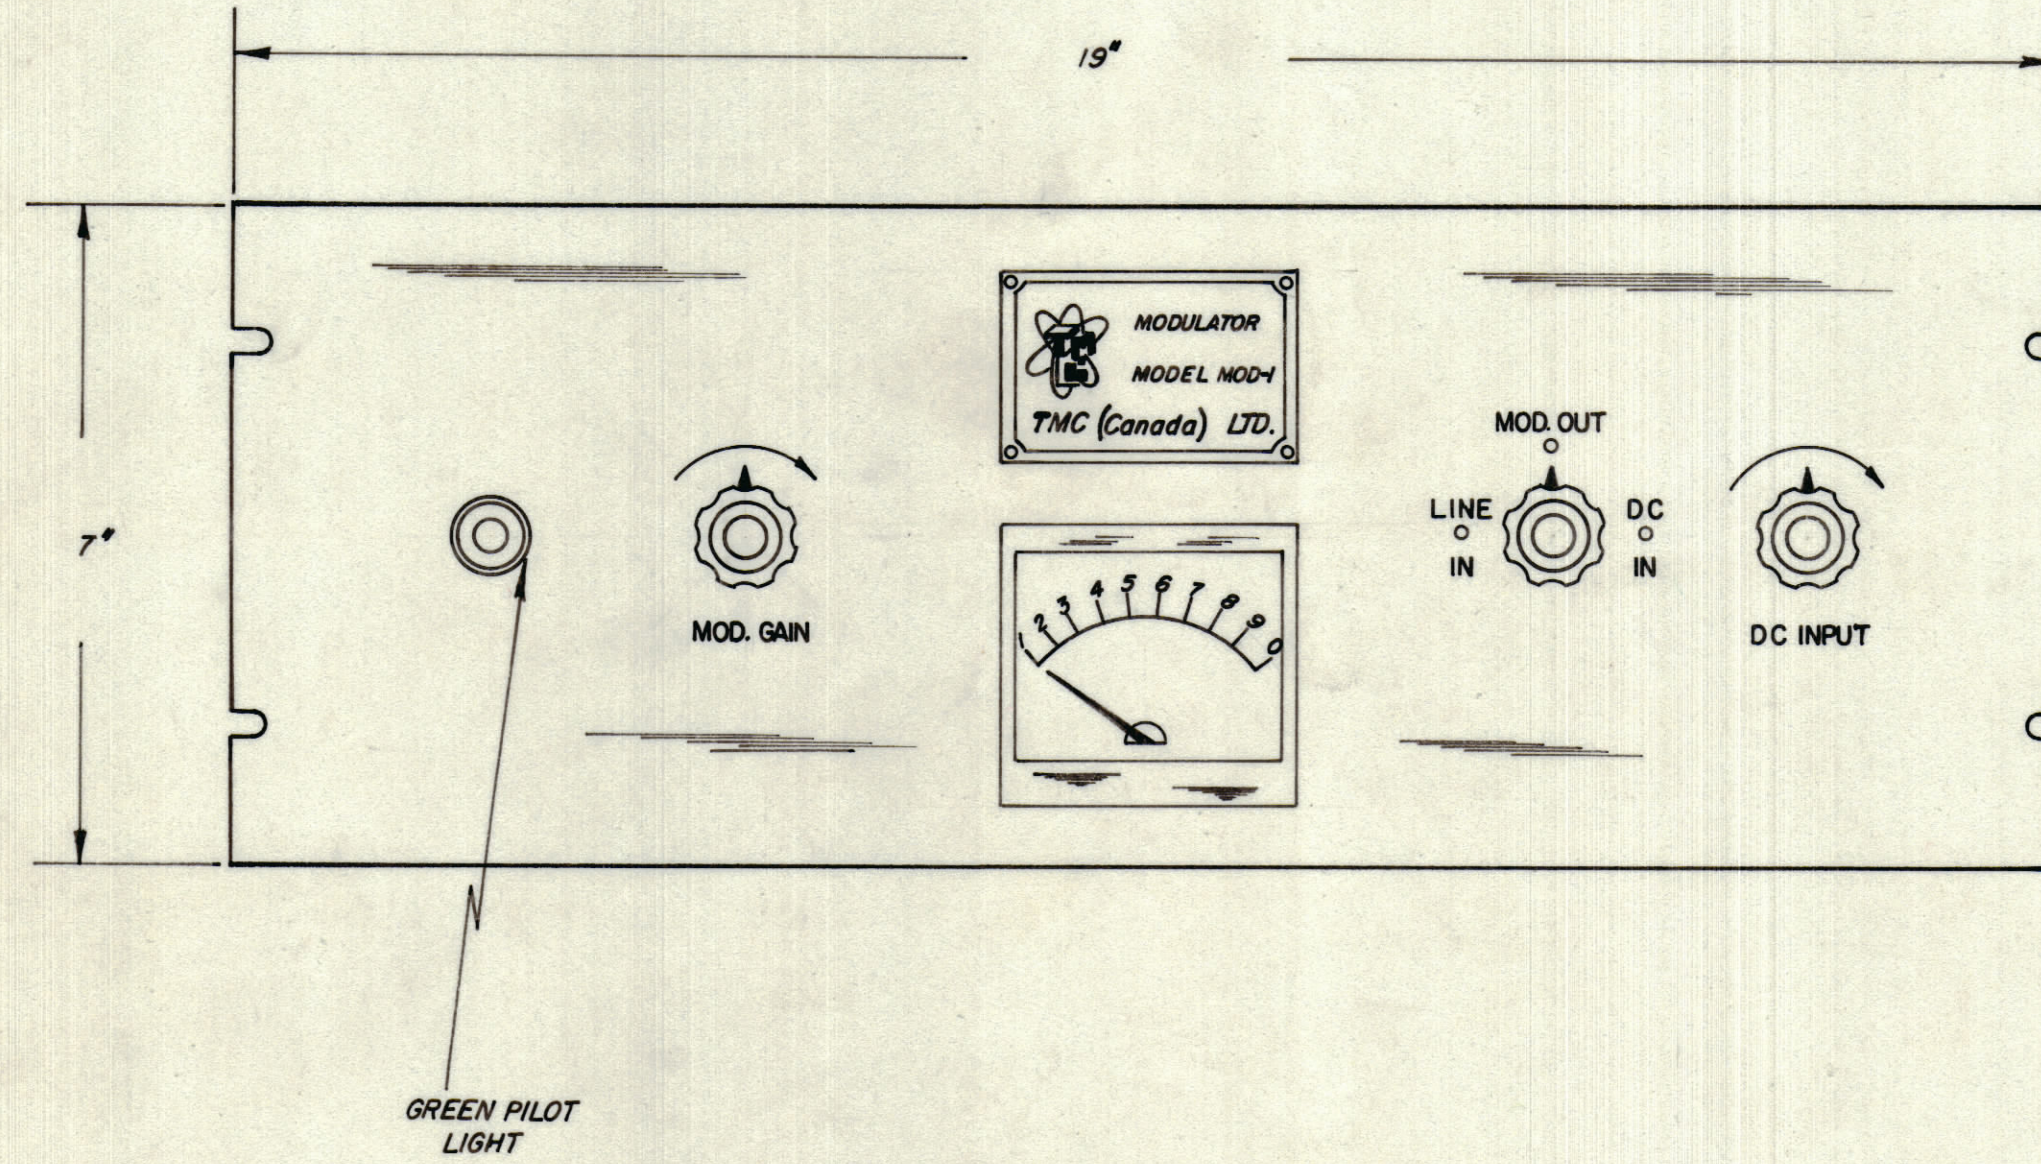 19"
MODULATOR
MODEL MOD-1
TMC (Canada) LTD.
MOD. OUT
LINE
IN
DC
IN
7"
MOD. GAIN
1 2 3 4 5 6 7 8 9 0
DC INPUT
GREEN PILOT
LIGHT